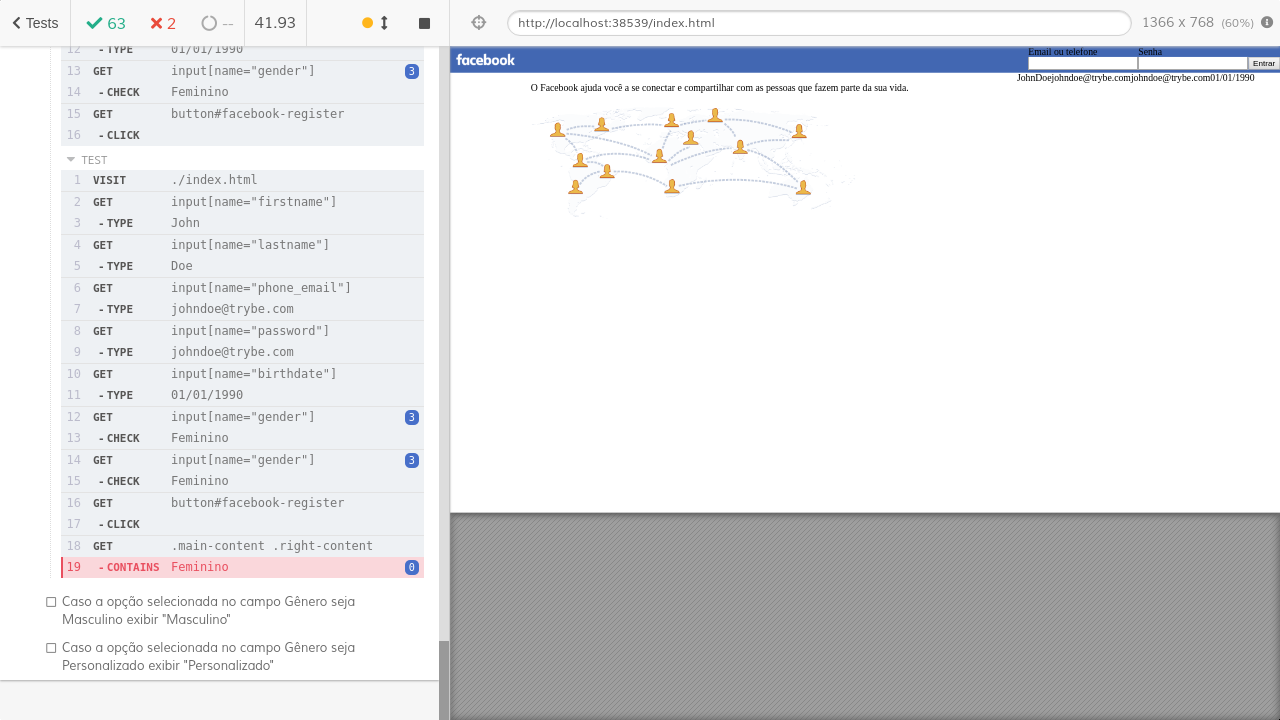 Tests 63 2 -- 41.93
http://localhost:38539/index.html 1366 x 768 (60%)
12 - TYPE 01/01/1990
13 GET input[name="gender"] 3
14 - CHECK Feminino
15 GET button#facebook-register
16 - CLICK
TEST
1 VISIT ./index.html
2 GET input[name="firstname"]
3 - TYPE John
4 GET input[name="lastname"]
5 - TYPE Doe
6 GET input[name="phone_email"]
7 - TYPE johndoe@trybe.com
8 GET input[name="password"]
9 - TYPE johndoe@trybe.com
10 GET input[name="birthdate"]
11 - TYPE 01/01/1990
12 GET input[name="gender"] 3
13 - CHECK Feminino
14 GET input[name="gender"] 3
15 - CHECK Feminino
16 GET button#facebook-register
17 - CLICK
18 GET .main-content .right-content
19 - CONTAINS Feminino 0
Caso a opção selecionada no campo Gênero seja
Masculino exibir "Masculino"
Caso a opção selecionada no campo Gênero seja
Personalizado exibir "Personalizado"
facebook
Email ou telefone Senha
Entrar
JohnDoejohndoe@trybe.comjohndoe@trybe.com01/01/1990
O Facebook ajuda você a se conectar e compartilhar com as pessoas que fazem parte da sua vida.